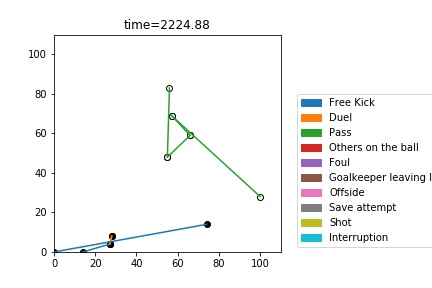 time=2224.88
100
80
60
40
20
0
0 20 40 60 80 100
Free Kick
Duel
Pass
Others on the ball
Foul
Goalkeeper leaving l
Offside
Save attempt
Shot
Interruption